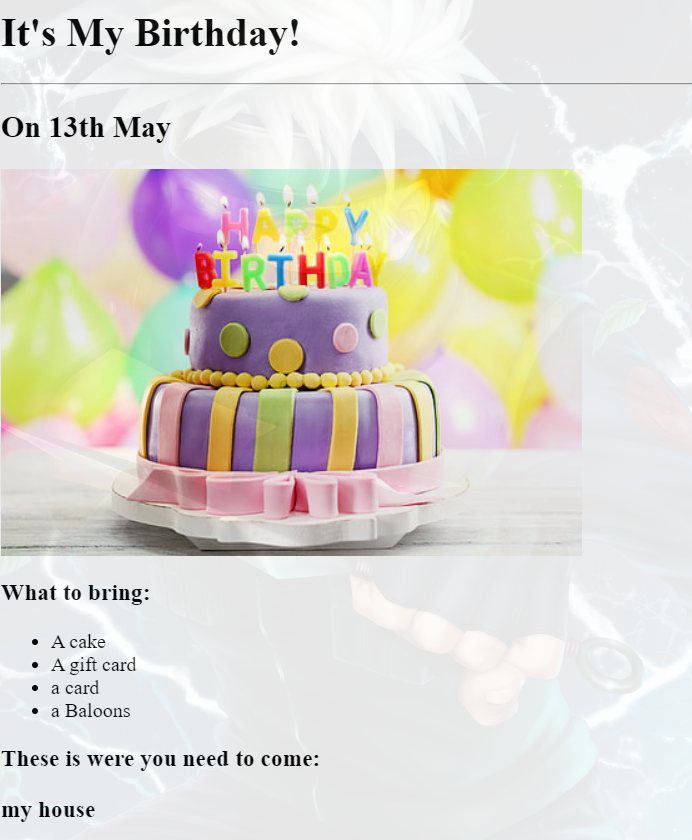 It's My Birthday!
On 13th May
HAPPY
BIRTHDAY
What to bring:
A cake
A gift card
a card
a Baloons
These is were you need to come:
my house